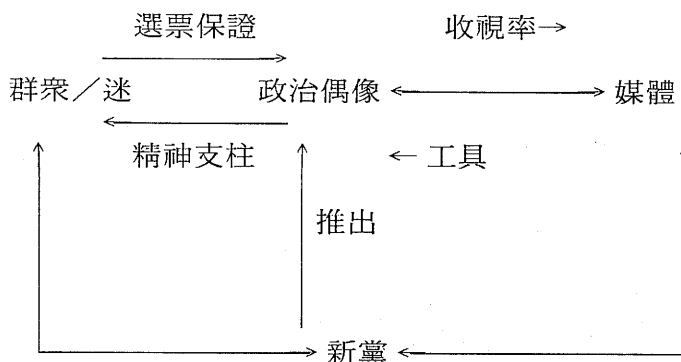 選票保證 收視率→
群衆／迷 政治偶像 媒體
精神支柱 ←工具
推出
新黨